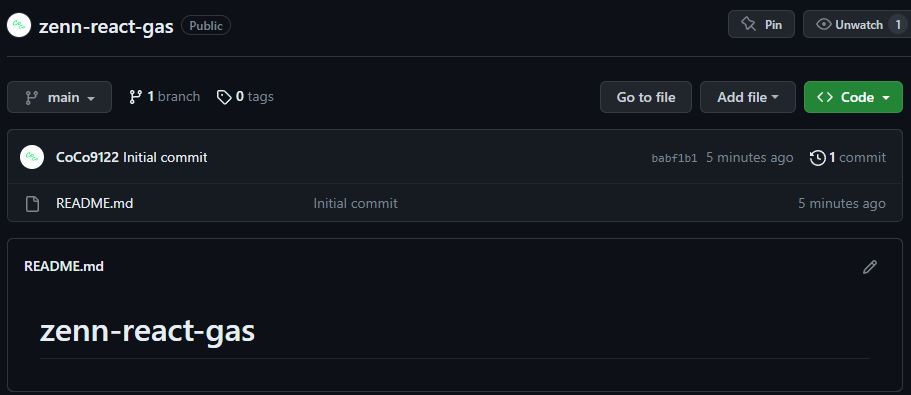 zenn-react-gas Public Pin Unwatch 1
main 1 branch 0 tags Go to file Add file Code
CoCo9122 Initial commit babf1b1 5 minutes ago 1 commit
README.md Initial commit 5 minutes ago
README.md
zenn-react-gas